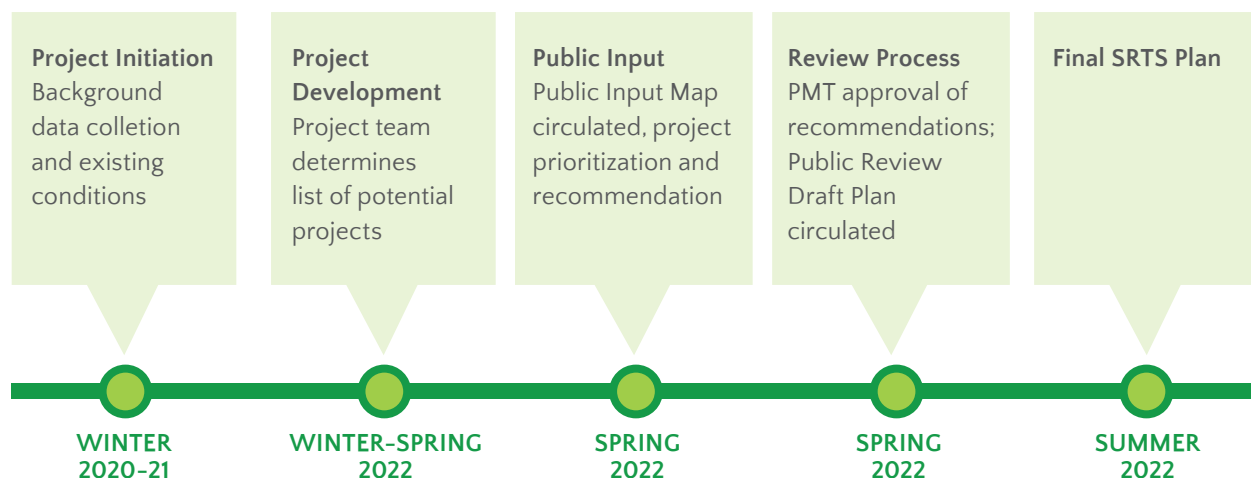 Project Initiation
Background
data colletion
and existing
conditions
Project
Development
Project team
determines
list of potential
projects
Public Input
Public Input Map
circulated, project
prioritization and
recommendation
Review Process
PMT approval of
recommendations;
Public Review
Draft Plan
circulated
Final SRTS Plan
WINTER
2020-21
WINTER-SPRING
2022
SPRING
2022
SPRING
2022
SUMMER
2022